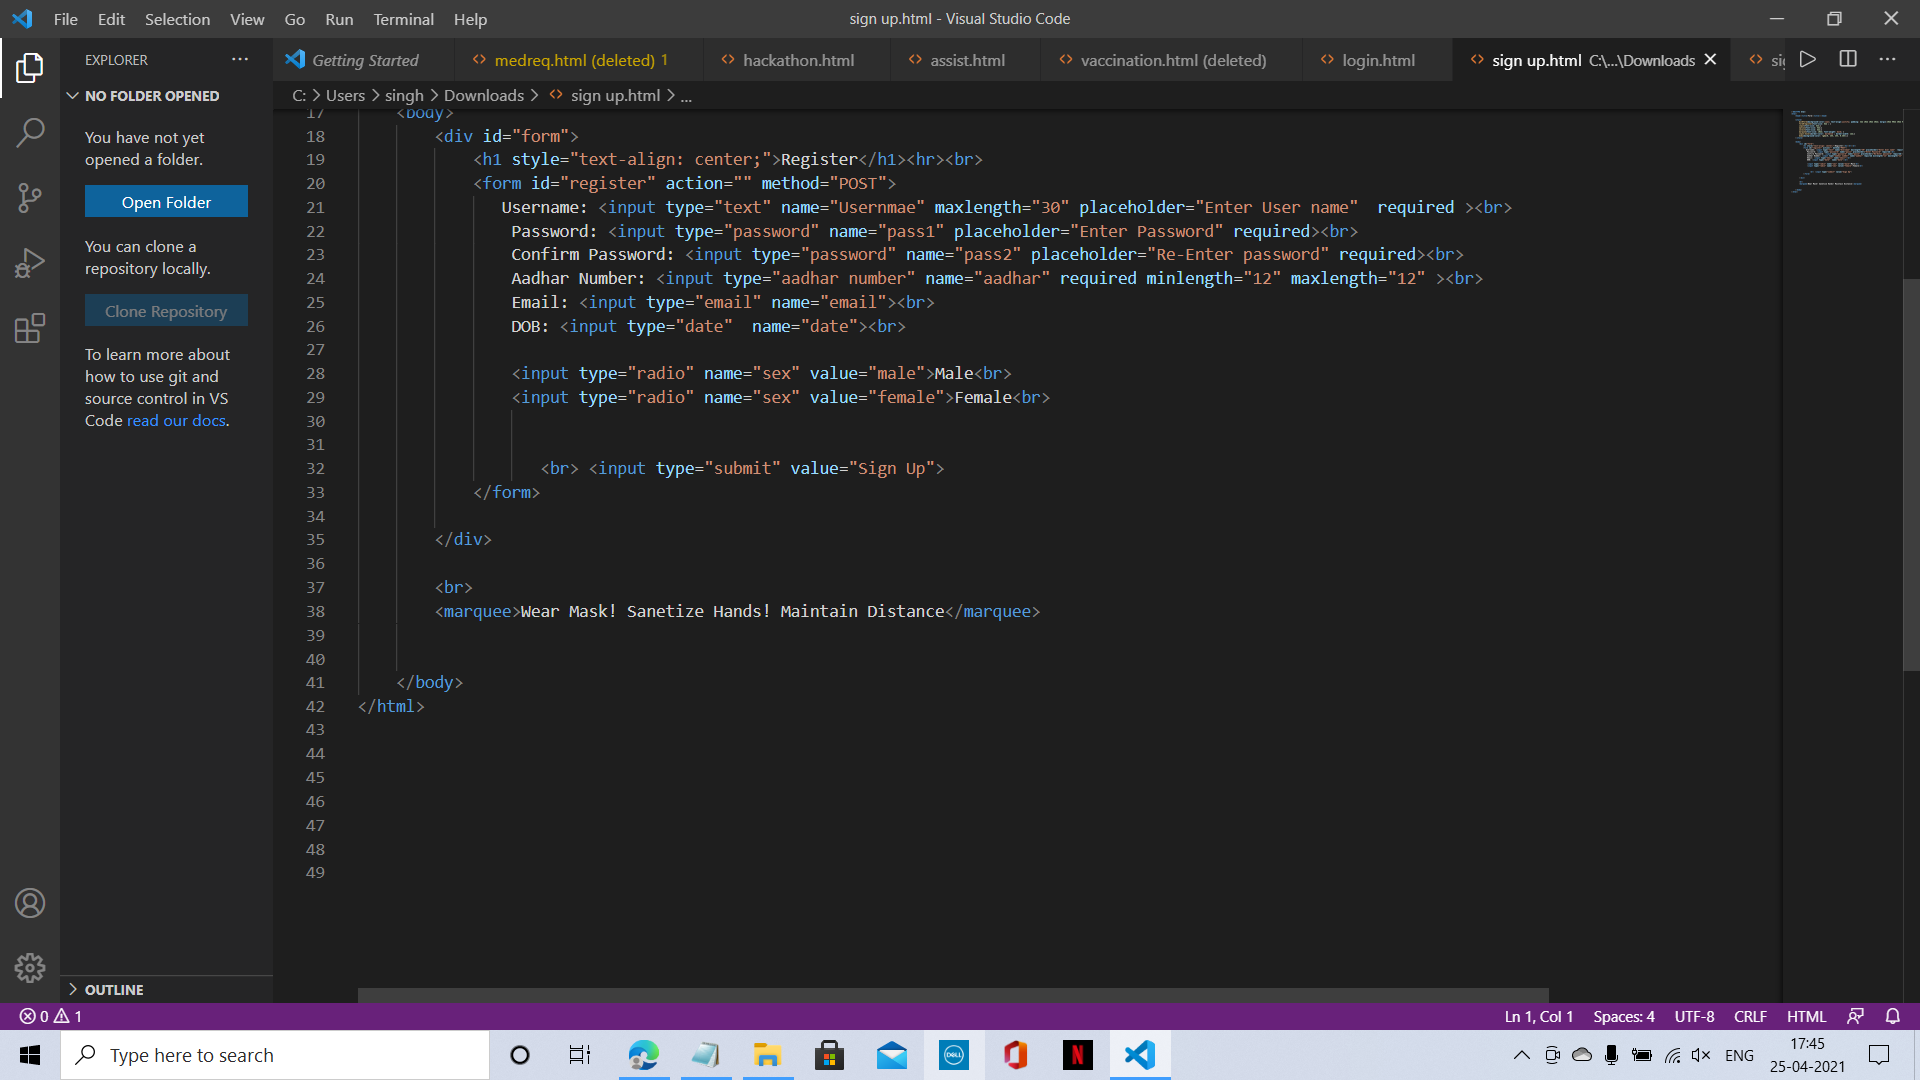 File Edit Selection View Go Run Terminal Help
sign up.html - Visual Studio Code
EXPLORER
Getting Started
medreq.html (deleted) 1
hackathon.html
assist.html
vaccination.html (deleted)
login.html
sign up.html C:\...\Downloads
NO FOLDER OPENED
C: > Users > singh > Downloads > sign up.html > ...
You have not yet
opened a folder.
Open Folder
You can clone a
repository locally.
Clone Repository
To learn more about
how to use git and
source control in VS
Code read our docs.
OUTLINE
17 <body>
18 <div id="form">
19 <h1 style="text-align: center;">Register</h1><hr><br>
20 <form id="register" action="" method="POST">
21 Username: <input type="text" name="Usernmae" maxlength="30" placeholder="Enter User name"  required ><br>
22 Password: <input type="password" name="pass1" placeholder="Enter Password" required><br>
23 Confirm Password: <input type="password" name="pass2" placeholder="Re-Enter password" required><br>
24 Aadhar Number: <input type="aadhar number" name="aadhar" required minlength="12" maxlength="12" ><br>
25 Email: <input type="email" name="email"><br>
26 DOB: <input type="date"  name="date"><br>
27
28 <input type="radio" name="sex" value="male">Male<br>
29 <input type="radio" name="sex" value="female">Female<br>
30
31
32 <br> <input type="submit" value="Sign Up">
33 </form>
34
35 </div>
36
37 <br>
38 <marquee>Wear Mask! Sanetize Hands! Maintain Distance</marquee>
39
40
41 </body>
42 </html>
43
44
45
46
47
48
49
0 1
Ln 1, Col 1 Spaces: 4 UTF-8 CRLF HTML
Type here to search
DELL
N
ENG
17:45
25-04-2021